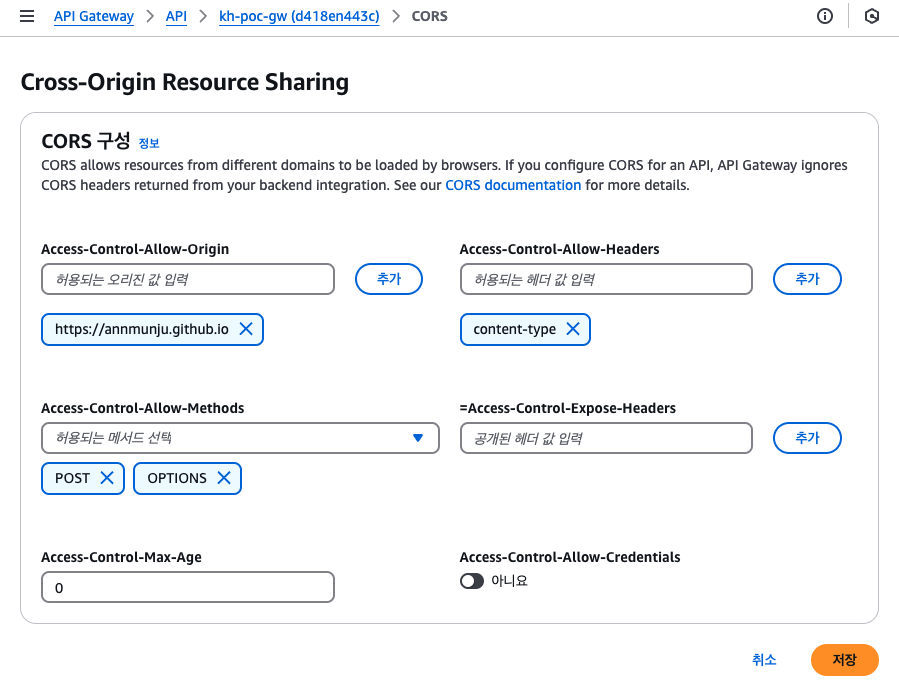 API Gateway > API > kh-poc-gw (d418en443c) > CORS
Cross-Origin Resource Sharing
CORS 구성 정보
CORS allows resources from different domains to be loaded by browsers. If you configure CORS for an API, API Gateway ignores
CORS headers returned from your backend integration. See our CORS documentation for more details.
Access-Control-Allow-Origin
허용되는 오리진 값 입력
추가
https://annmunju.github.io
Access-Control-Allow-Headers
허용되는 헤더 값 입력
추가
content-type
Access-Control-Allow-Methods
허용되는 메서드 선택
POST
OPTIONS
=Access-Control-Expose-Headers
공개된 헤더 값 입력
추가
Access-Control-Max-Age
0
Access-Control-Allow-Credentials
아니요
취소
저장